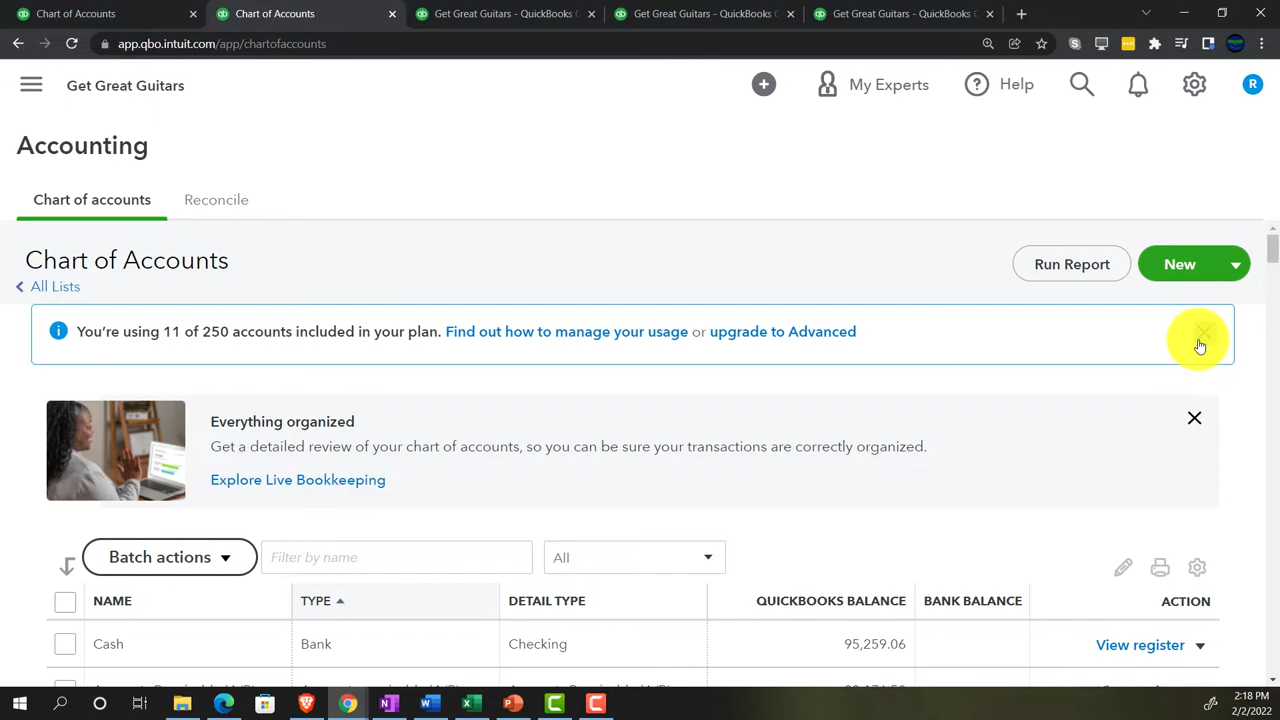 Chart of Accounts
Chart of Accounts
Get Great Guitars - QuickBooks
Get Great Guitars - QuickBooks
Get Great Guitars - QuickBooks
app.qbo.intuit.com/app/chartofaccounts
Get Great Guitars
My Experts
Help
R
Accounting
Chart of accounts
Reconcile
Chart of Accounts
Run Report
New
All Lists
You're using 11 of 250 accounts included in your plan. Find out how to manage your usage or upgrade to Advanced
Everything organized
Get a detailed review of your chart of accounts, so you can be sure your transactions are correctly organized.
Explore Live Bookkeeping
Batch actions
Filter by name
All
NAME
TYPE
DETAIL TYPE
QUICKBOOKS BALANCE
BANK BALANCE
ACTION
Cash
Bank
Checking
95,259.06
View register
2:18 PM
2/2/2022